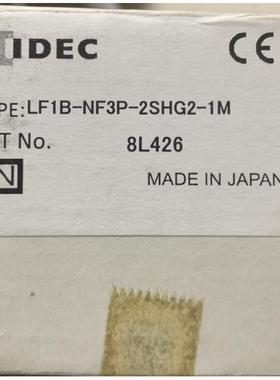 IDEC CE
PE: LF1B-NF3P-2SHG2-1M
T No. 8L426
N MADE IN JAPAN